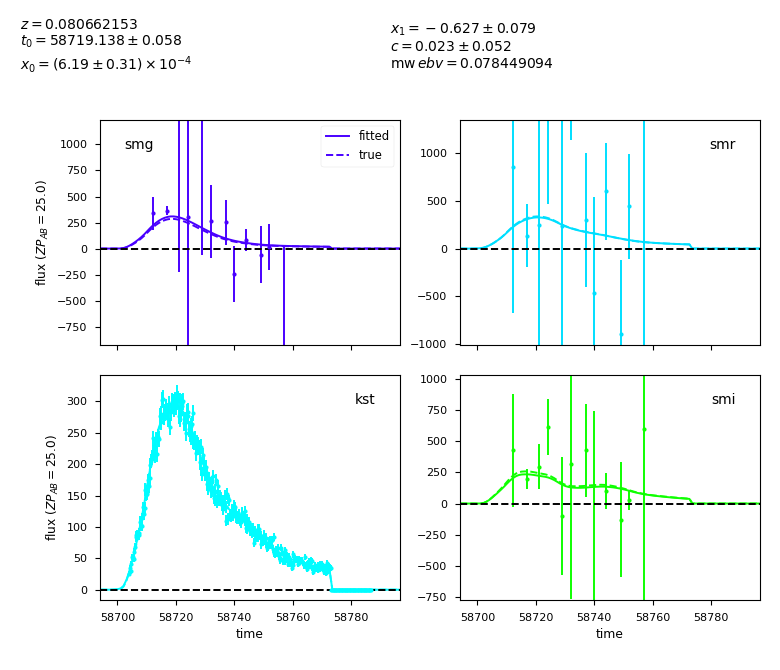 z = 0.080662153
t₀ = 58719.138 ± 0.058
x₀ = (6.19 ± 0.31) × 10⁻⁴
x₁ = −0.627 ± 0.079
c = 0.023 ± 0.052
mw ebv = 0.078449094
smg
fitted
true
1000
750
500
250
0
−250
−500
−750
flux (ZP_AB = 25.0)
smr
1000
500
0
−500
−1000
kst
300
250
200
150
100
50
0
flux (ZP_AB = 25.0)
58700 58720 58740 58760 58780
time
smi
1000
750
500
250
0
−250
−500
−750
58700 58720 58740 58760 58780
time